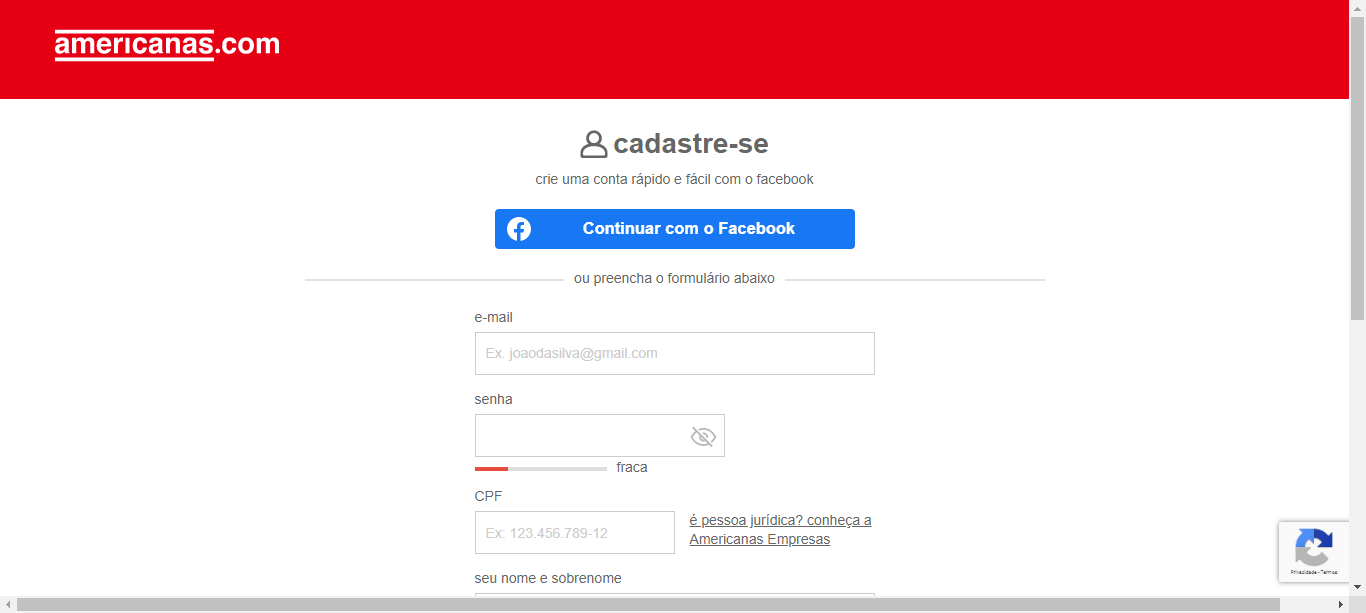 americanas.com
cadastre-se
crie uma conta rápido e fácil com o facebook
Continuar com o Facebook
ou preencha o formulário abaixo
e-mail
Ex. joaodasilva@gmail.com
senha
fraca
CPF
Ex: 123.456.789-12
é pessoa jurídica? conheça a
Americanas Empresas
seu nome e sobrenome
Privacidade - Termos